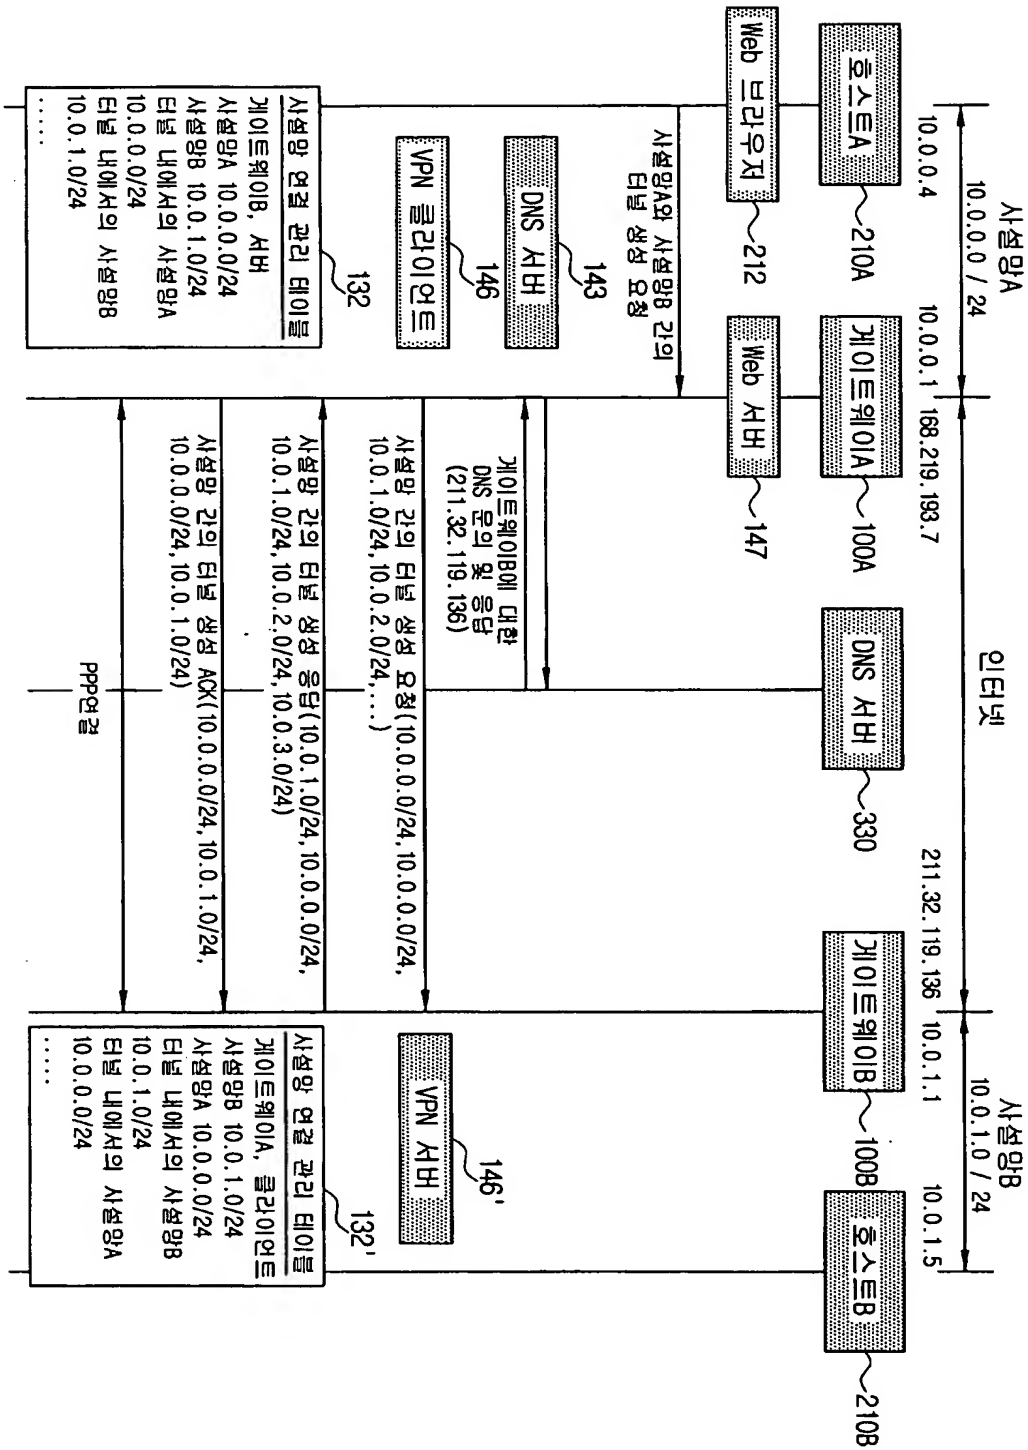 사설망A
10.0.0.0 / 24
인터넷
사설망B
10.0.1.0 / 24
10.0.0.4
10.0.0.1
168.219.193.7
211.32.119.136
10.0.1.1
10.0.1.5
호스트A
210A
게이트웨이A
100A
DNS 서버
330
게이트웨이B
100B
호스트B
210B
Web 브라우저
212
Web 서버
147
사설망A와 사설망B 간의
터널 생성 요청
DNS 서버
143
게이트웨이B에 대한
DNS 문의 및 응답
(211.32.119.136)
VPN 클라이언트
146
사설망 간의 터널 생성 요청(10.0.0.0/24,10.0.0.0/24,
10.0.1.0/24,10.0.2.0/24,...)
VPN 서버
146'
사설망 간의 터널 생성 응답(10.0.1.0/24,10.0.0.0/24,
10.0.1.0/24,10.0.2.0/24,10.0.3.0/24)
사설망 간의 터널 생성 ACK(10.0.0.0/24,10.0.1.0/24,
10.0.0.0/24,10.0.1.0/24)
PPP연결
사설망 연결 관리 테이블
132
게이트웨이B, 서버
사설망A 10.0.0.0/24
사설망B 10.0.1.0/24
터널 내에서의 사설망A
10.0.0.0/24
터널 내에서의 사설망B
10.0.1.0/24
.....
사설망 연결 관리 테이블
132'
게이트웨이A, 클라이언트
사설망B 10.0.1.0/24
사설망A 10.0.0.0/24
터널 내에서의 사설망B
10.0.1.0/24
터널 내에서의 사설망A
10.0.0.0/24
.....